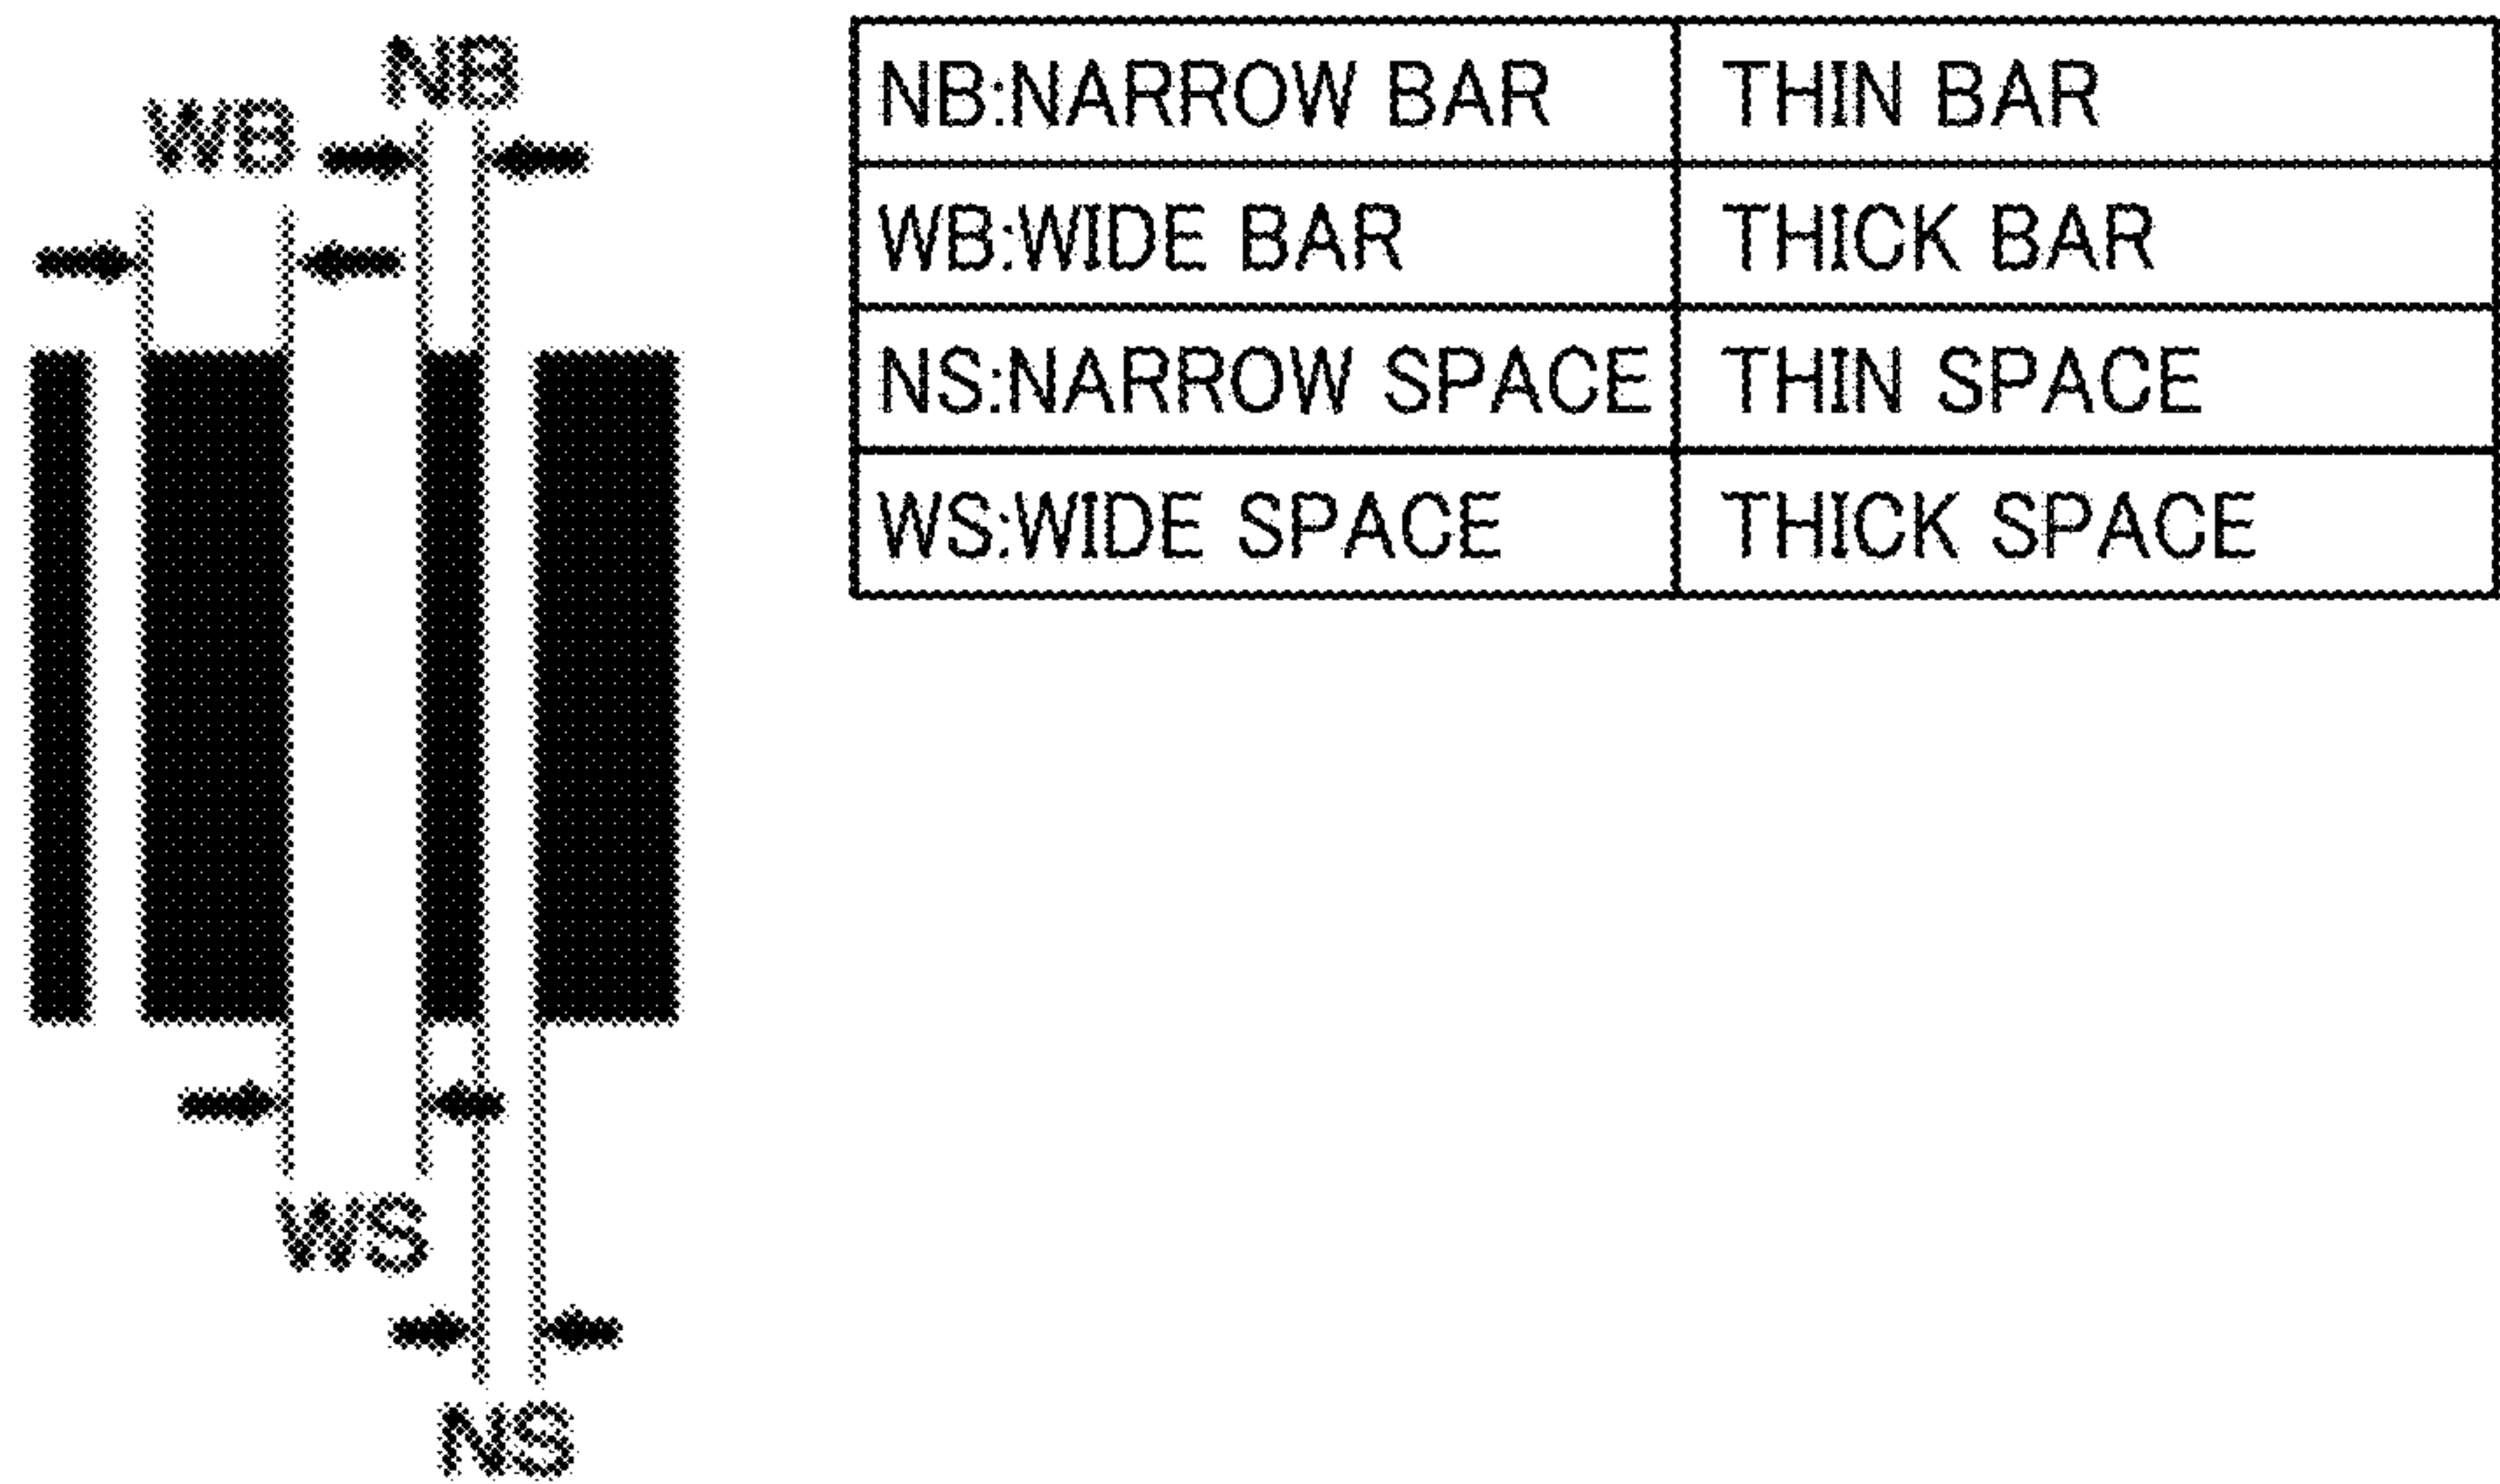 NB
WB
NB:NARROW BAR THIN BAR
WB:WIDE BAR THICK BAR
NS:NARROW SPACE THIN SPACE
WS:WIDE SPACE THICK SPACE
WS
NS